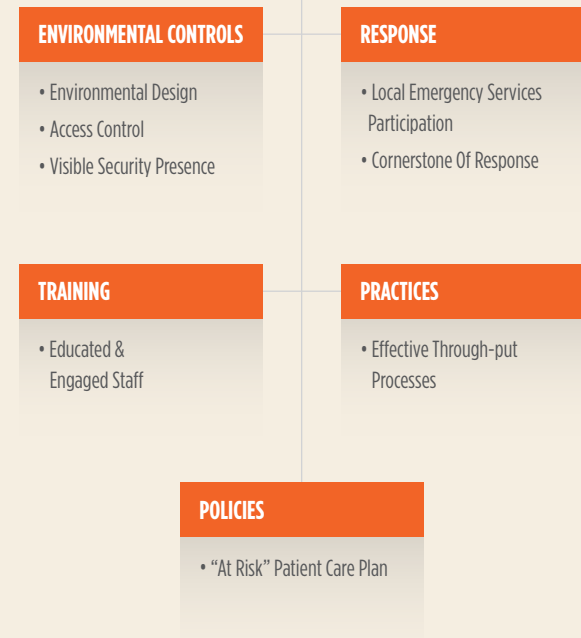 ENVIRONMENTAL CONTROLS
• Environmental Design
• Access Control
• Visible Security Presence
RESPONSE
• Local Emergency Services
Participation
• Cornerstone Of Response
TRAINING
• Educated &
Engaged Staff
PRACTICES
• Effective Through-put
Processes
POLICIES
• “At Risk” Patient Care Plan